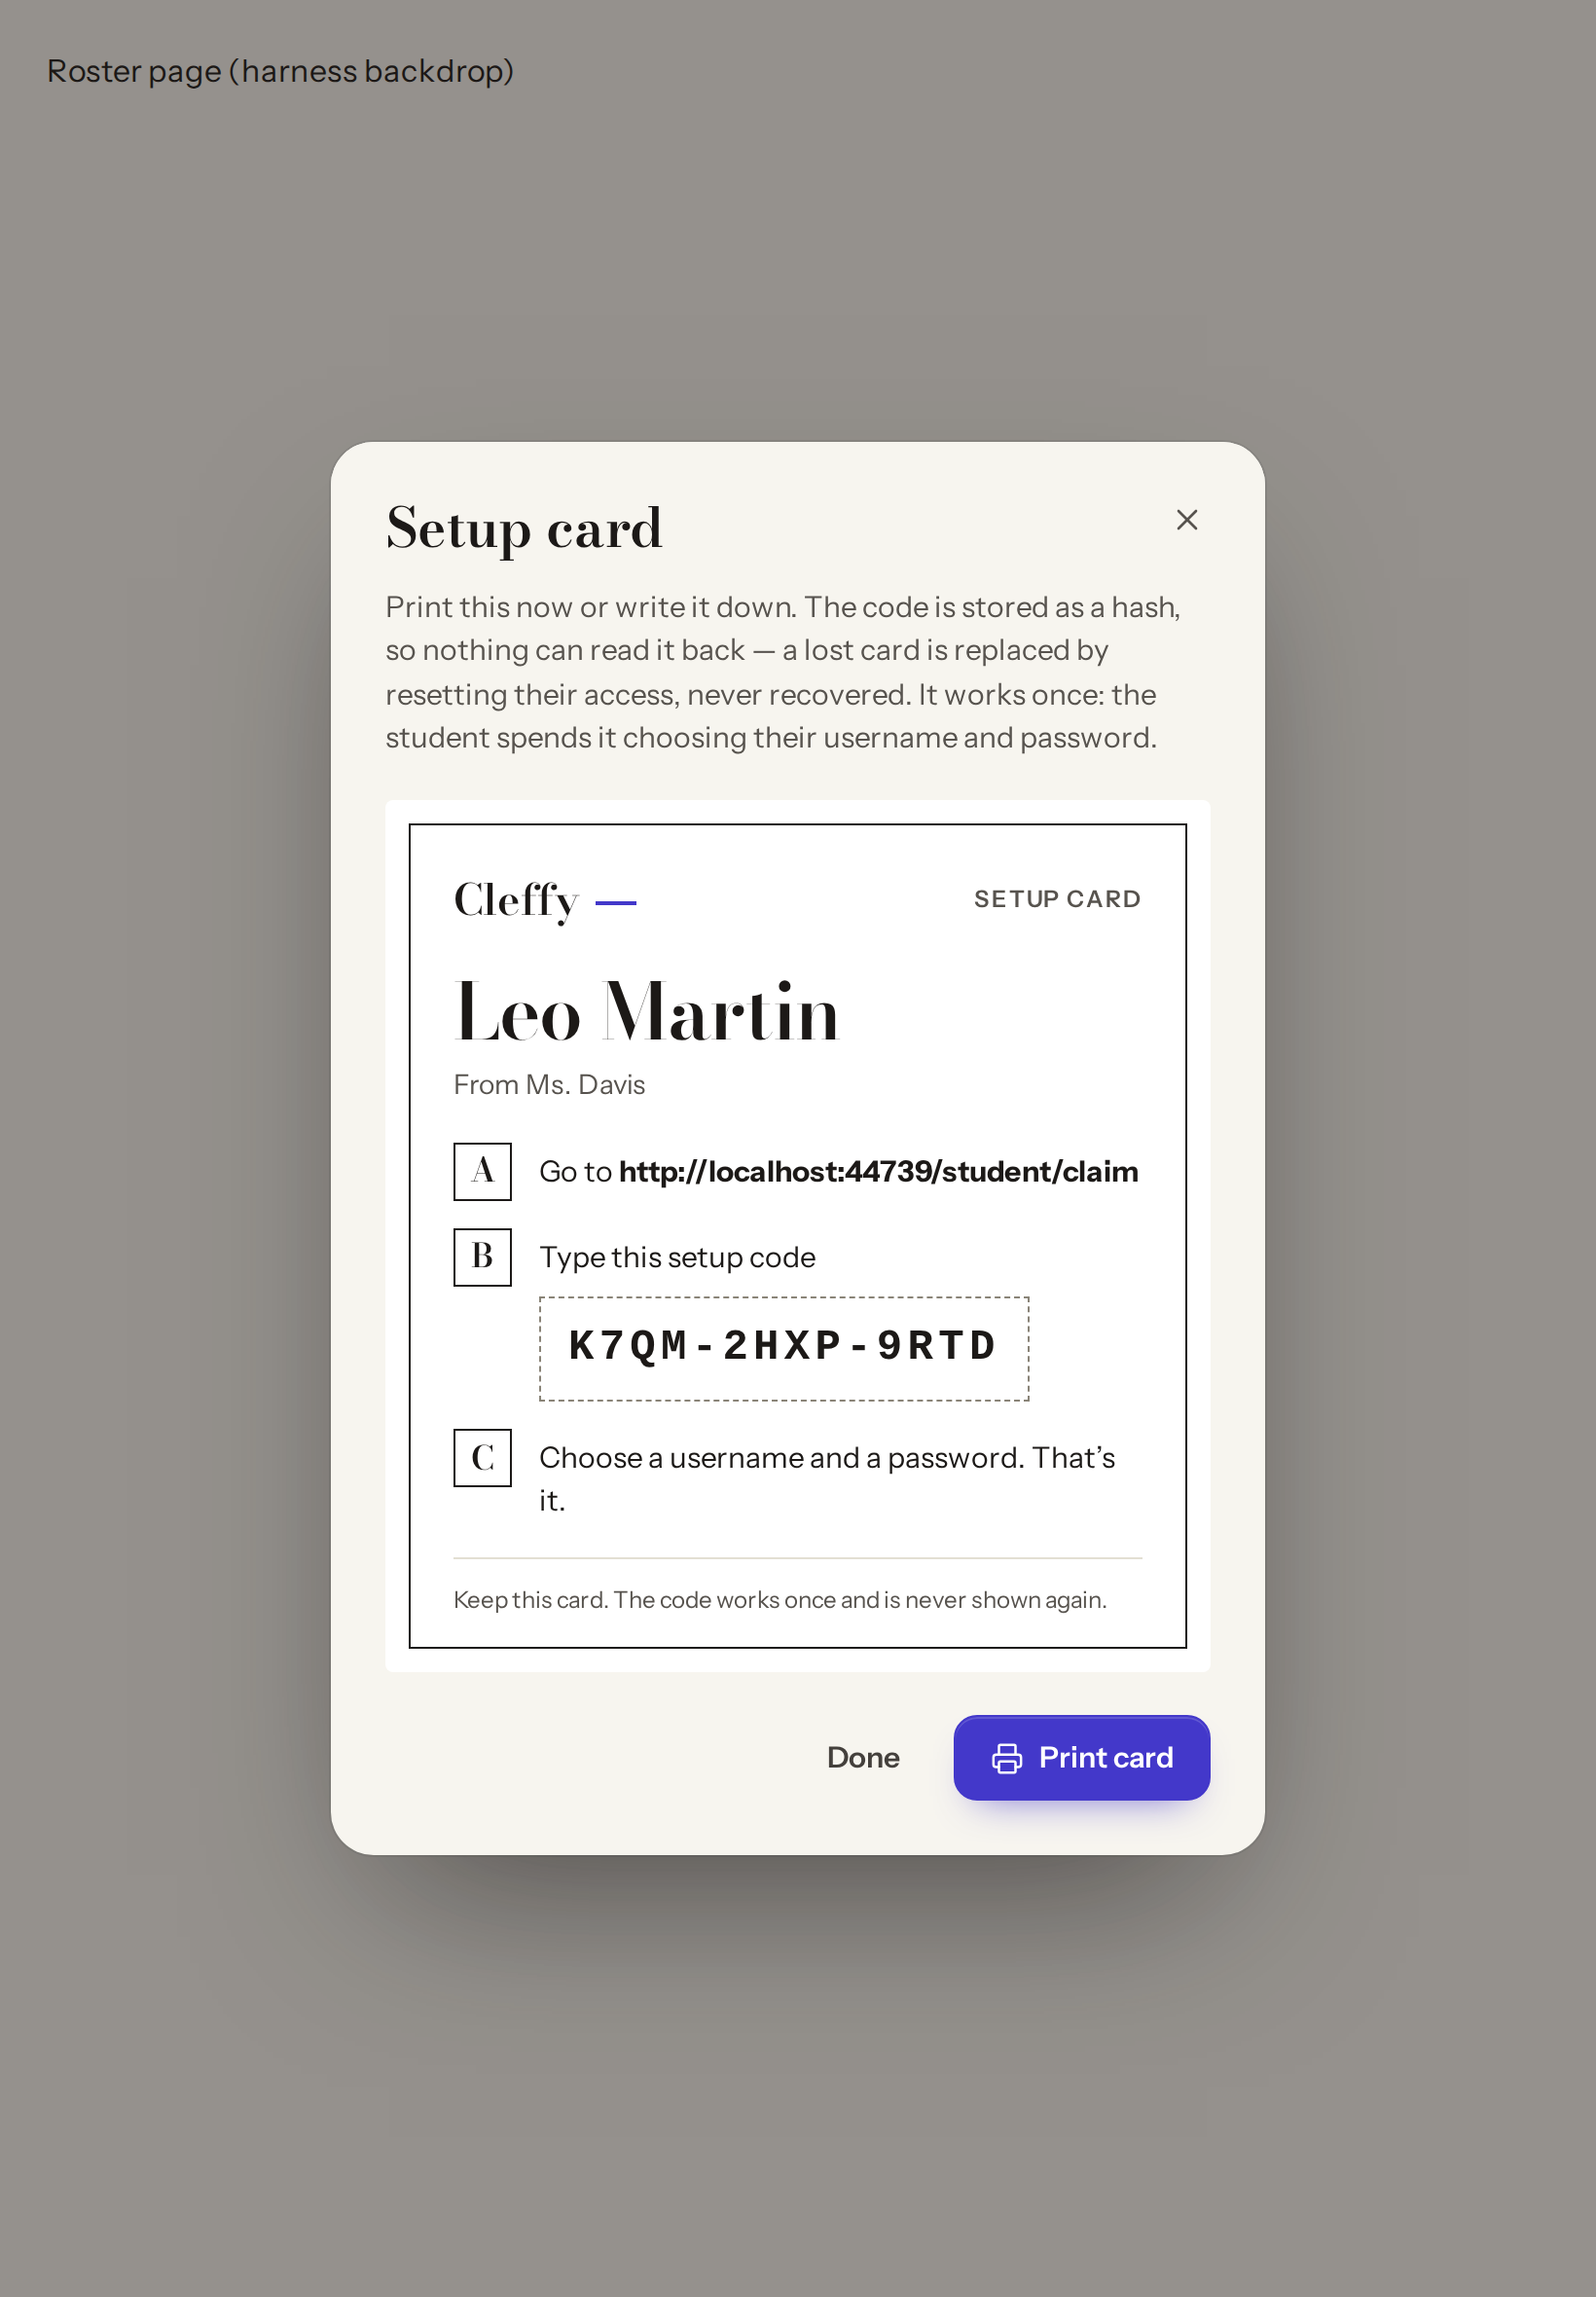 Roster page (harness backdrop)
Setup card
Print this now or write it down. The code is stored as a hash,
so nothing can read it back — a lost card is replaced by
resetting their access, never recovered. It works once: the
student spends it choosing their username and password.
Cleffy —
SETUP CARD
Leo Martin
From Ms. Davis
A Go to http://localhost:44739/student/claim
B Type this setup code
K7QM-2HXP-9RTD
C Choose a username and a password. That’s
it.
Keep this card. The code works once and is never shown again.
Done
Print card